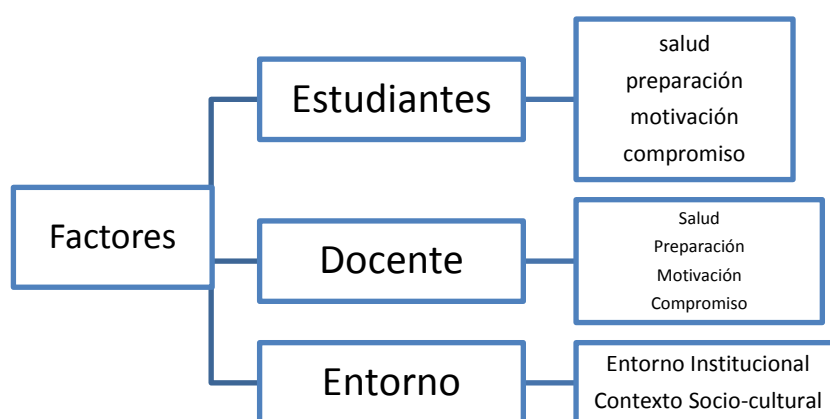 Factores
Estudiantes
salud
preparación
motivación
compromiso
Docente
Salud
Preparación
Motivación
Compromiso
Entorno
Entorno Institucional
Contexto Socio-cultural